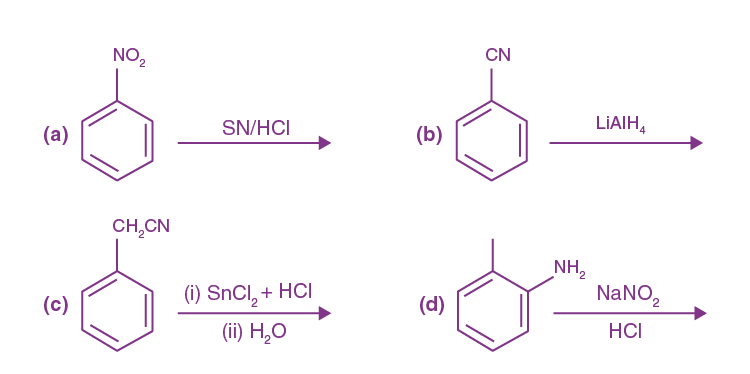 NO₂
(a)
SN/HCl
CN
(b)
LiAlH₄
CH₂CN
(c)
(i) SnCl₂ + HCl
(ii) H₂O
(d)
NH₂
NaNO₂
HCl